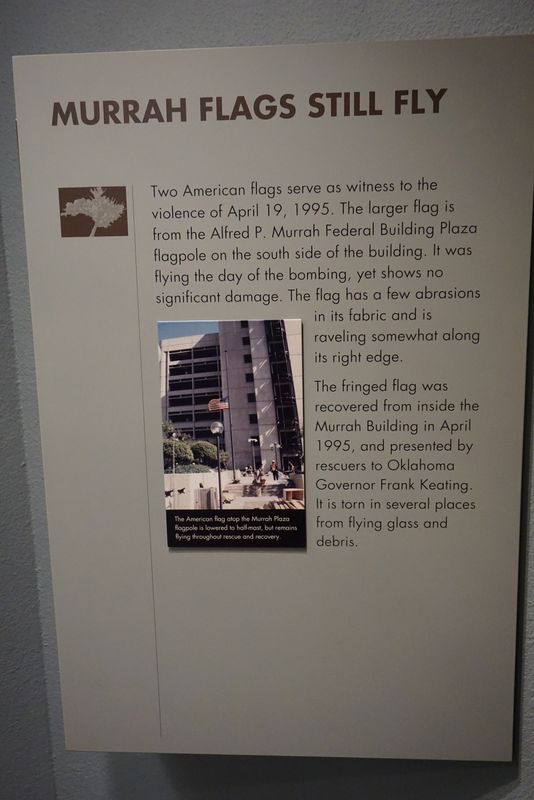 MURRAH FLAGS STILL FLY
Two American flags serve as witness to the
violence of April 19, 1995. The larger flag is
from the Alfred P. Murrah Federal Building Plaza
flagpole on the south side of the building. It was
flying the day of the bombing, yet shows no
significant damage. The flag has a few abrasions
in its fabric and is
raveling somewhat along
its right edge.
The fringed flag was
recovered from inside the
Murrah Building in April
1995, and presented by
rescuers to Oklahoma
Governor Frank Keating.
It is torn in several places
from flying glass and
debris.
The American flag atop the Murrah Plaza
flagpole is lowered to half-mast, but remains
flying throughout rescue and recovery.